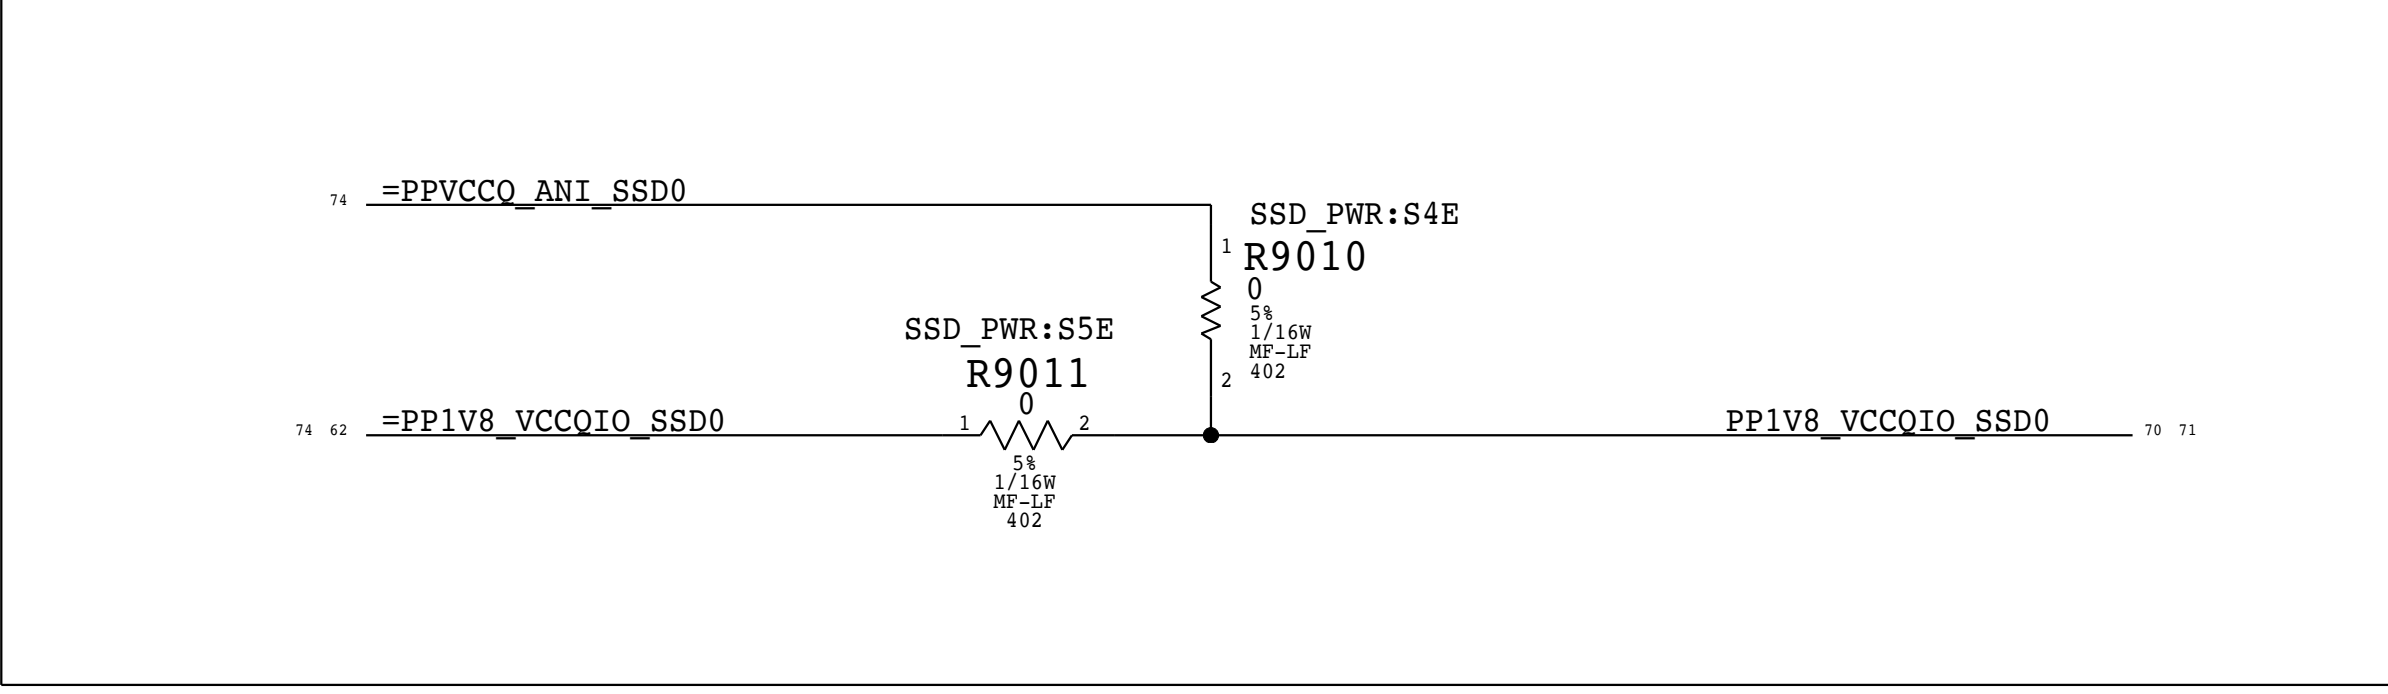 74 =PPVCCQ_ANI_SSD0
SSD_PWR:S4E
1 R9010
0
5%
1/16W
MF-LF
402
2
SSD_PWR:S5E
R9011
0
74 62 =PP1V8_VCCQIO_SSD0 1 2 PP1V8_VCCQIO_SSD0 70 71
5%
1/16W
MF-LF
402